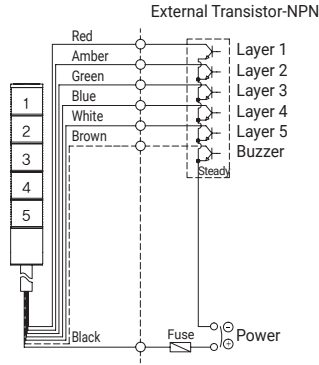 External Transistor-NPN
Red
Layer 1
Amber
Layer 2
Green
Layer 3
Blue
Layer 4
White
Layer 5
Brown
Buzzer
Steady
1
2
3
4
5
Black
Fuse
⊖
⊕
Power